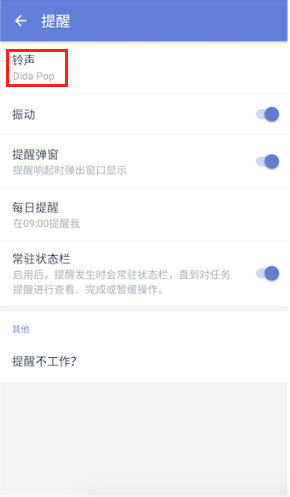 提醒
铃声
Dida Pop
振动
提醒弹窗
提醒响起时弹出窗口显示
每日提醒
在09:00提醒我
常驻状态栏
启用后，提醒发生时会常驻状态栏，直到对任务
提醒进行查看、完成或暂缓操作。
其他
提醒不工作？